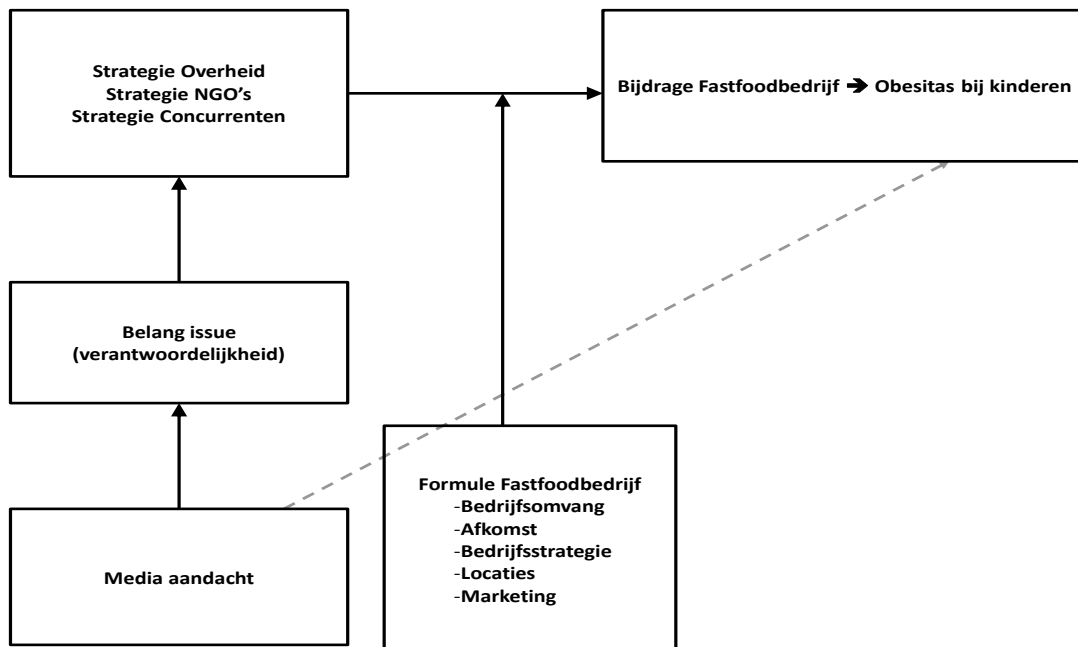 Strategie Overheid
Strategie NGO's
Strategie Concurrenten
Bijdrage Fastfoodbedrijf ➔ Obesitas bij kinderen
Belang issue
(verantwoordelijkheid)
Media aandacht
Formule Fastfoodbedrijf
-Bedrijfsomvang
-Afkomst
-Bedrijfsstrategie
-Locaties
-Marketing